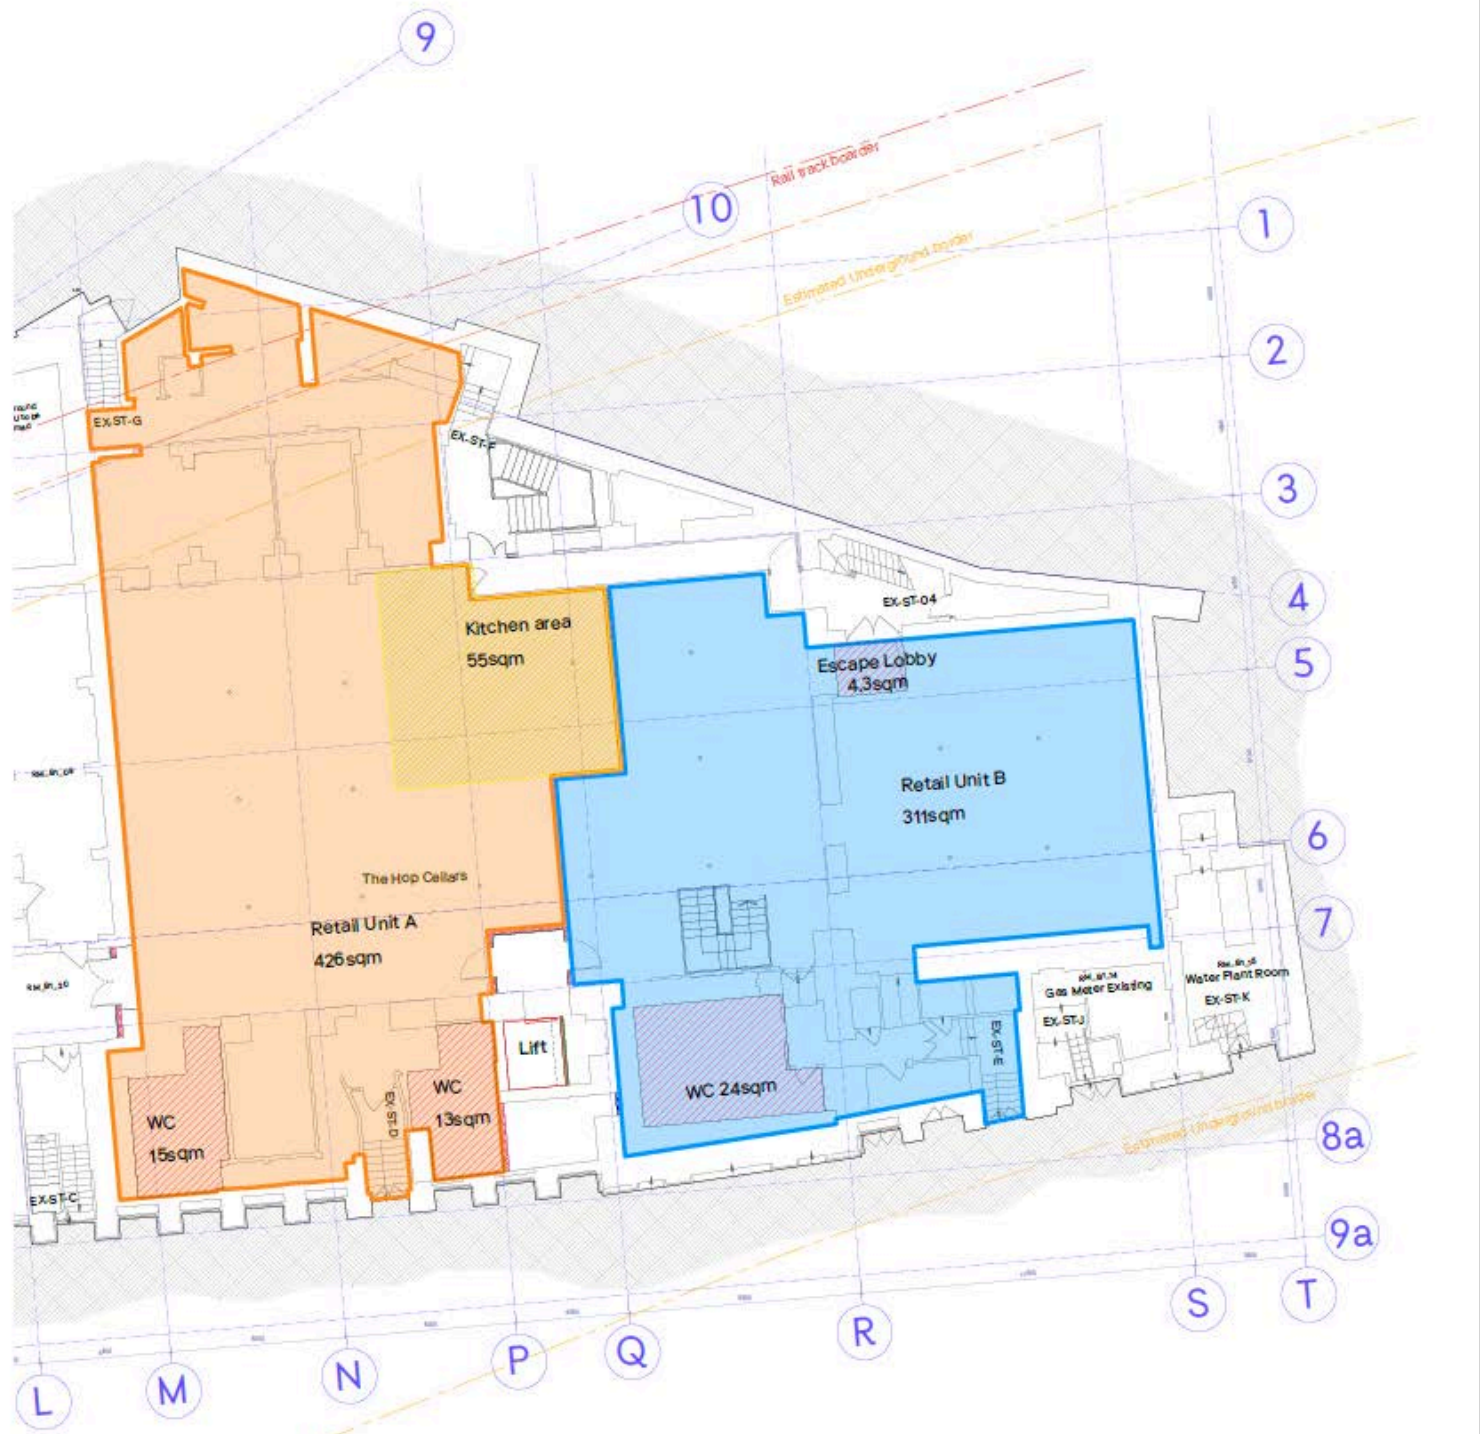 9
Rail track boarder
10
1
Estimated Underground border
2
EX-ST-G
EX-ST-F
3
EX-ST-04
4
Kitchen area
55sqm
Escape Lobby
4.3sqm
5
Retail Unit B
311sqm
6
The Hop Cellars
Retail Unit A
426sqm
7
Water Plant Room
Gas Meter Existing
EX-ST-K
EX-ST-J
EX-ST-E
Lift
WC
13sqm
WC 24sqm
EX-ST-D
WC
15sqm
Estimated Underground border
8a
EX-ST-C
9a
L
M
N
P
Q
R
S
T